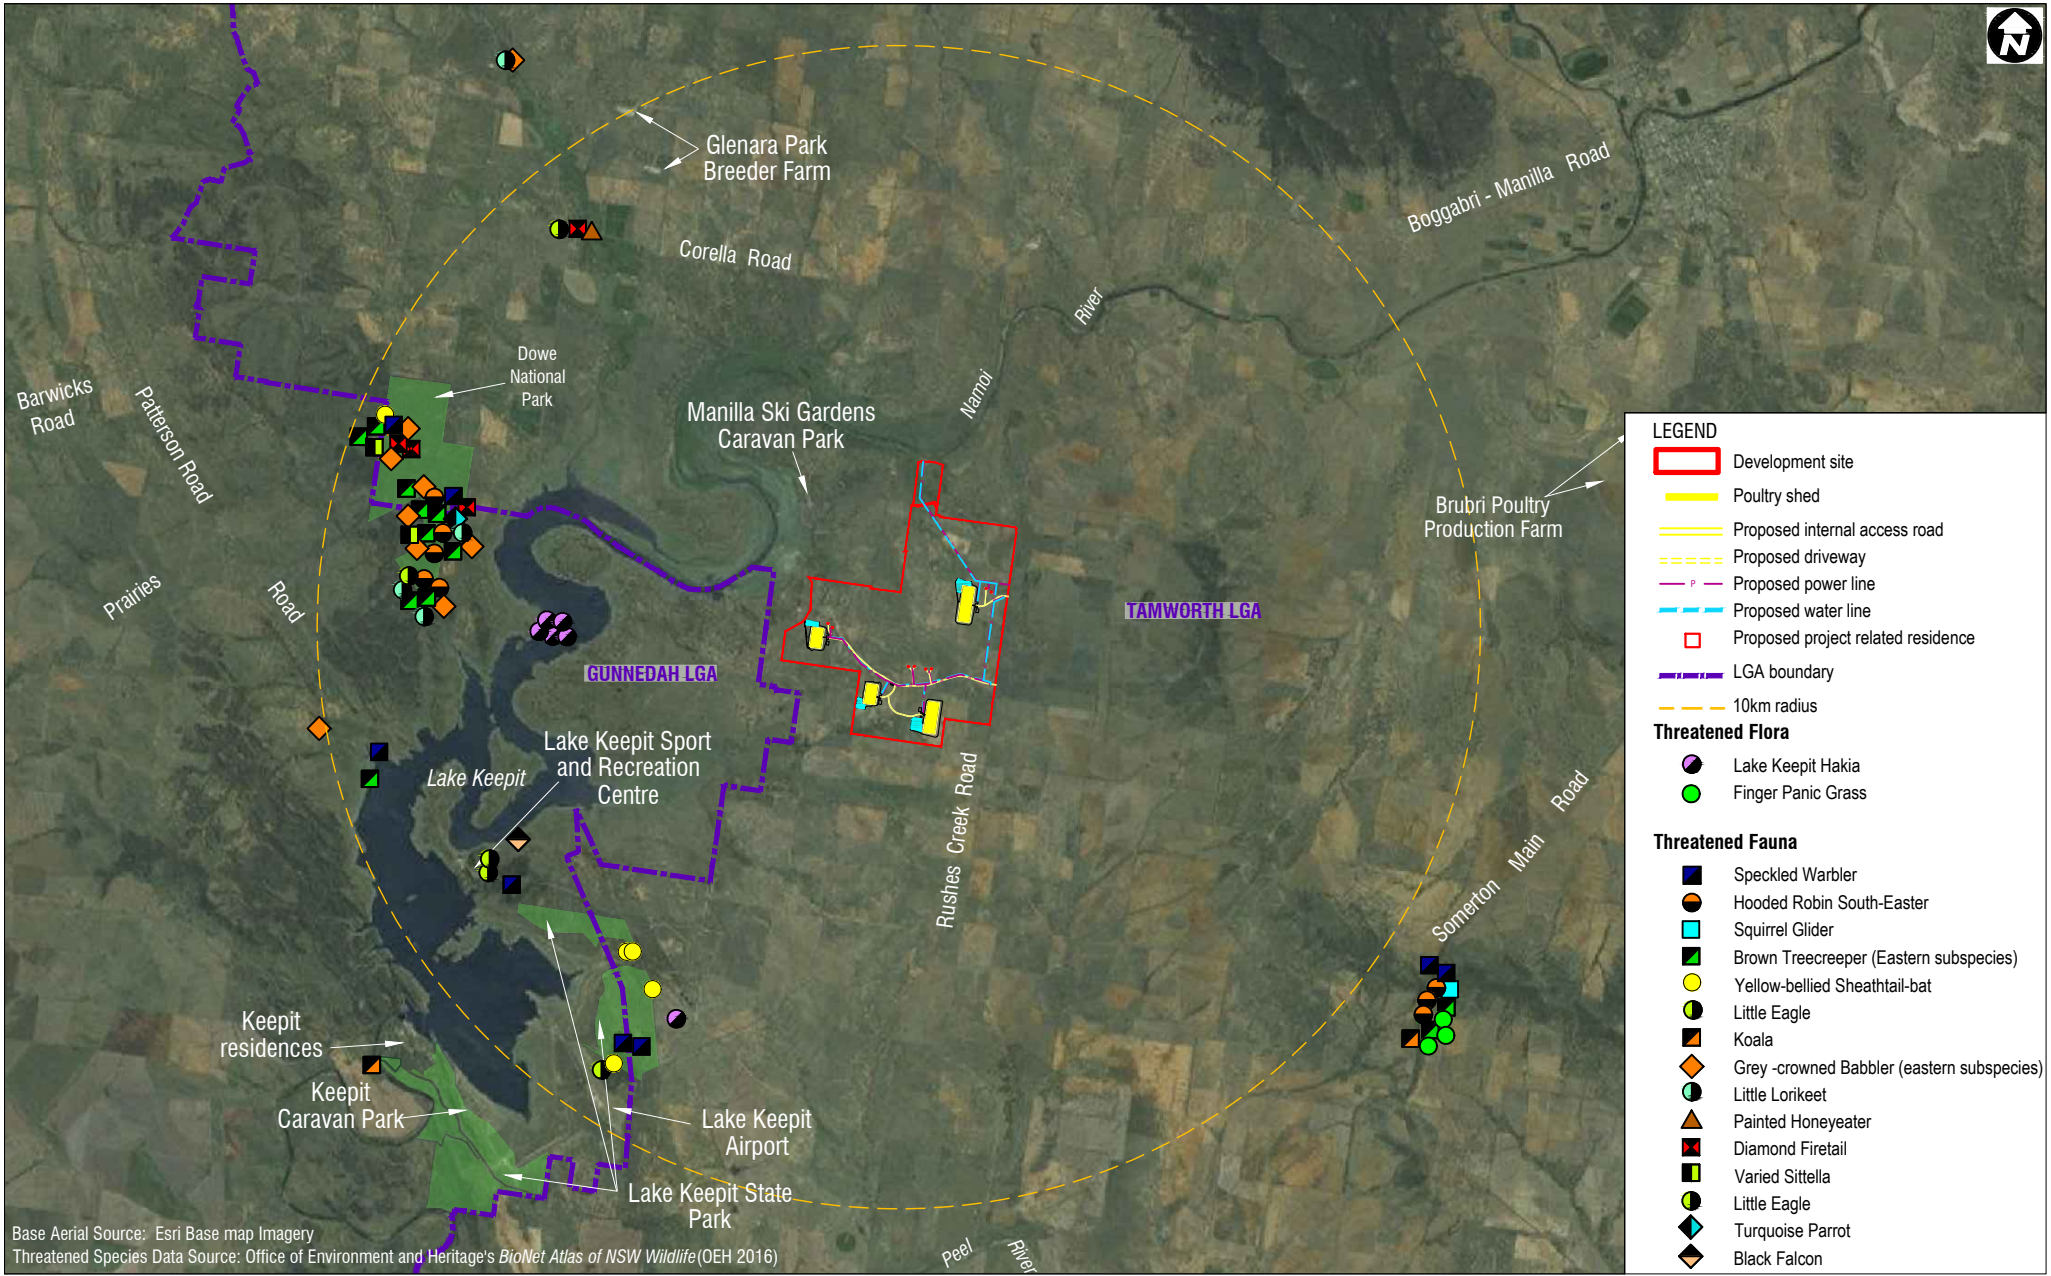 N
Glenara Park
Breeder Farm
Boggabri - Manilla Road
Corella Road
River
Namoi
Dowe
National
Park
Barwicks
Road
Patterson Road
Manilla Ski Gardens
Caravan Park
Brubri Poultry
Production Farm
Prairies
Road
TAMWORTH LGA
GUNNEDAH LGA
Lake Keepit Sport
and Recreation
Centre
Lake Keepit
Rushes Creek Road
Somerton Main Road
Keepit
residences
Keepit
Caravan Park
Lake Keepit
Airport
Lake Keepit State
Park
Peel River
Base Aerial Source: Esri Base map Imagery
Threatened Species Data Source: Office of Environment and Heritage's BioNet Atlas of NSW Wildlife(OEH 2016)
LEGEND
Development site
Poultry shed
Proposed internal access road
Proposed driveway
P Proposed power line
Proposed water line
Proposed project related residence
LGA boundary
10km radius
Threatened Flora
Lake Keepit Hakia
Finger Panic Grass
Threatened Fauna
Speckled Warbler
Hooded Robin South-Easter
Squirrel Glider
Brown Treecreeper (Eastern subspecies)
Yellow-bellied Sheathtail-bat
Little Eagle
Koala
Grey -crowned Babbler (eastern subspecies)
Little Lorikeet
Painted Honeyeater
Diamond Firetail
Varied Sittella
Little Eagle
Turquoise Parrot
Black Falcon